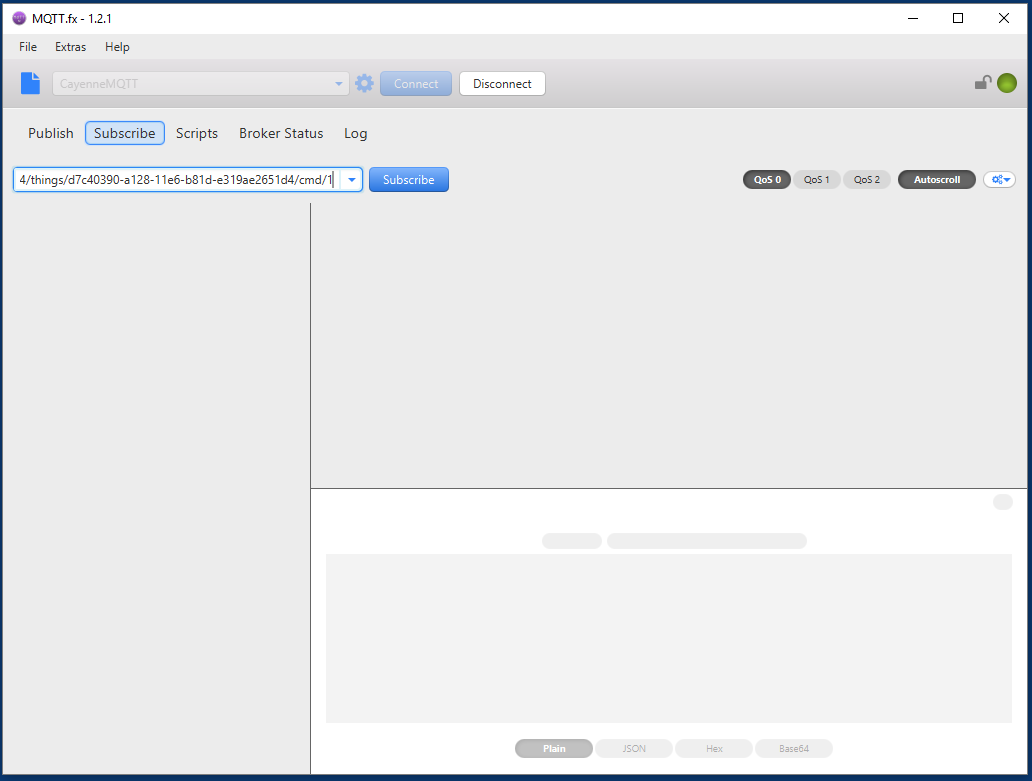 MQTT.fx - 1.2.1
File Extras Help
CayenneMQTT Connect Disconnect
Publish Subscribe Scripts Broker Status Log
4/things/d7c40390-a128-11e6-b81d-e319ae2651d4/cmd/1 Subscribe QoS 0 QoS 1 QoS 2 Autoscroll
Plain JSON Hex Base64